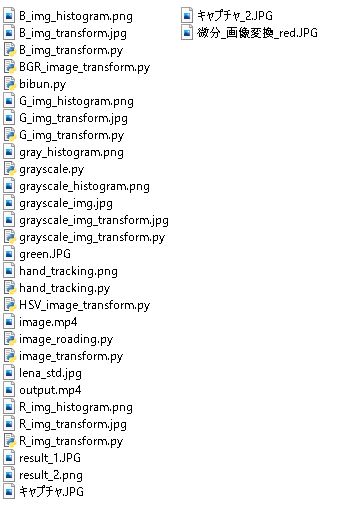 B_img_histogram.png
B_img_transform.jpg
B_img_transform.py
BGR_image_transform.py
bibun.py
G_img_histogram.png
G_img_transform.jpg
G_img_transform.py
gray_histogram.png
grayscale.py
grayscale_histogram.png
grayscale_img.jpg
grayscale_img_transform.jpg
grayscale_img_transform.py
green.JPG
hand_tracking.png
hand_tracking.py
HSV_image_transform.py
image.mp4
image_roading.py
image_transform.py
lena_std.jpg
output.mp4
R_img_histogram.png
R_img_transform.jpg
R_img_transform.py
result_1.JPG
result_2.png
キャプチャ.JPG
キャプチャ_2.JPG
微分_画像変換_red.JPG